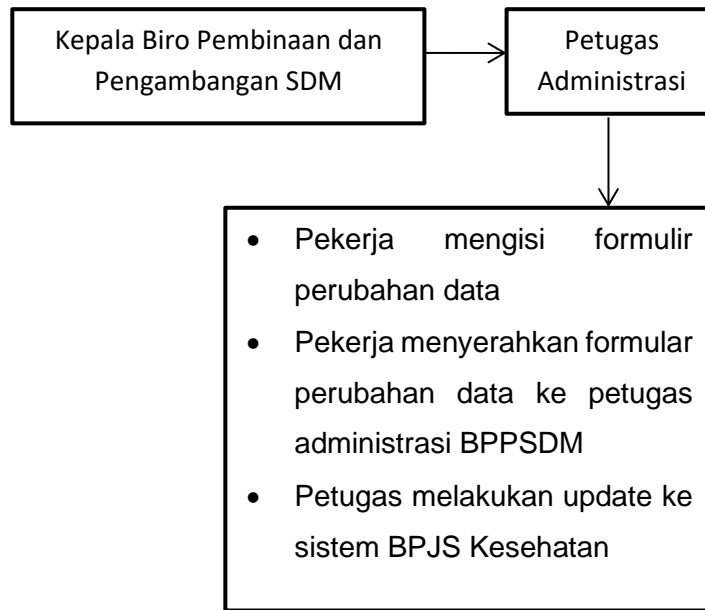 Kepala Biro Pembinaan dan
Pengambangan SDM
Petugas
Administrasi
• Pekerja mengisi formulir
perubahan data
• Pekerja menyerahkan formular
perubahan data ke petugas
administrasi BPPSDM
• Petugas melakukan update ke
sistem BPJS Kesehatan